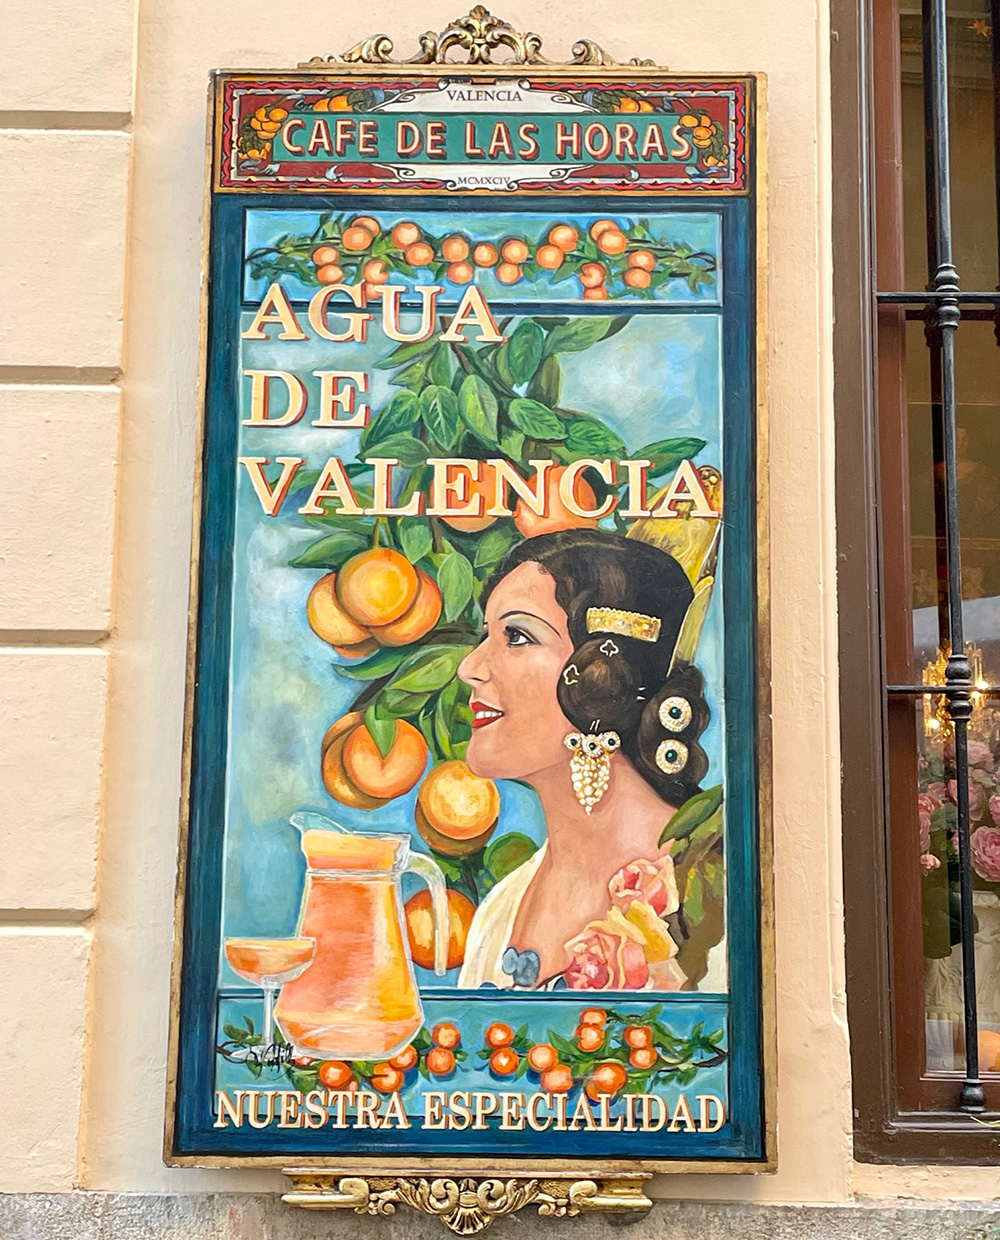 VALENCIA
CAFE DE LAS HORAS
MCMXCIV
AGUA
DE
VALENCIA
NUESTRA ESPECIALIDAD